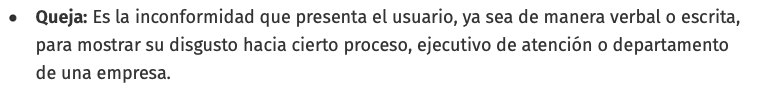 • Queja: Es la inconformidad que presenta el usuario, ya sea de manera verbal o escrita,
para mostrar su disgusto hacia cierto proceso, ejecutivo de atención o departamento
de una empresa.